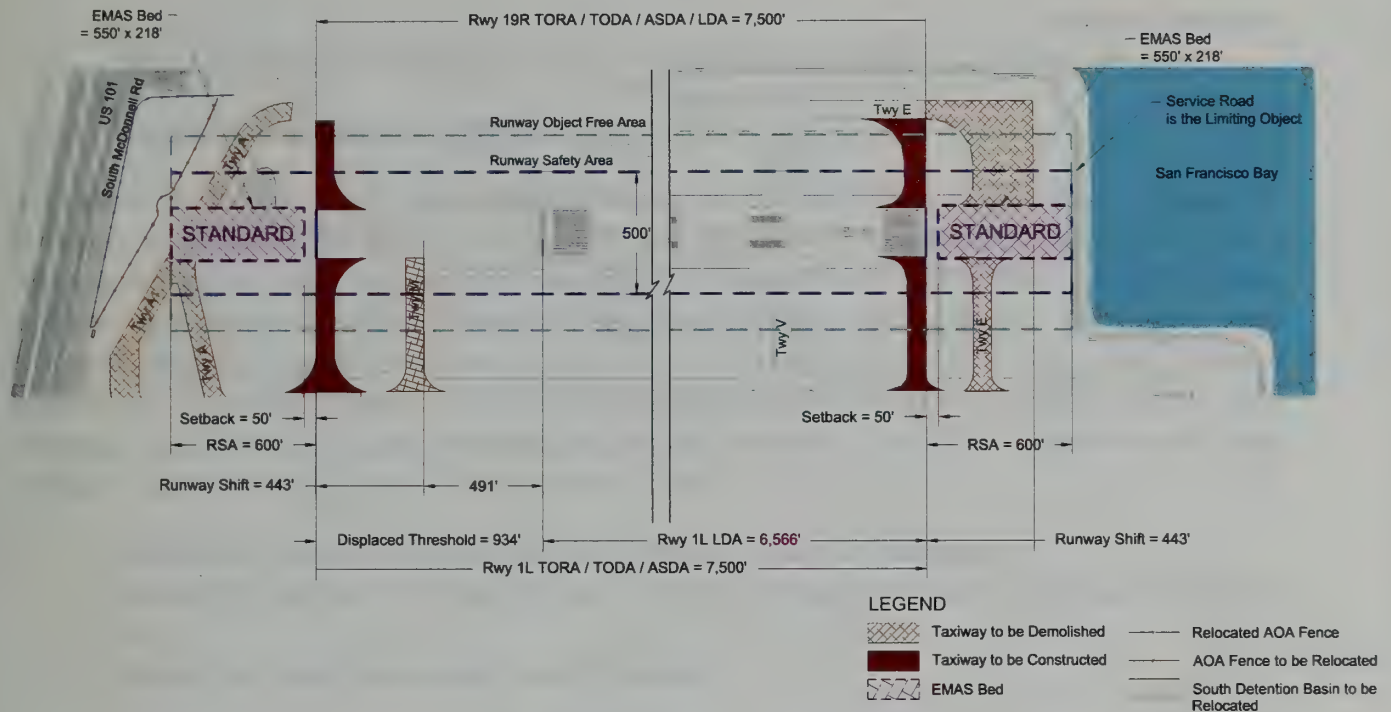 Rwy 19R TORA / TODA / ASDA / LDA = 7,500'
EMAS Bed
= 550' x 218'
EMAS Bed
= 550' x 218'
US 101
South McDonnell Rd
Twy A
Runway Object Free Area
Twy E
Service Road
is the Limiting Object
Runway Safety Area
San Francisco Bay
STANDARD
500'
STANDARD
Twy A
Twy A
Twy M
Twy V
Twy E
Setback = 50'
Setback = 50'
RSA = 600'
RSA = 600'
Runway Shift = 443'
491'
Displaced Threshold = 934'
Rwy 1L LDA = 6,566'
Runway Shift = 443'
Rwy 1L TORA / TODA / ASDA = 7,500'
LEGEND
Taxiway to be Demolished
Relocated AOA Fence
Taxiway to be Constructed
AOA Fence to be Relocated
EMAS Bed
South Detention Basin to be
Relocated